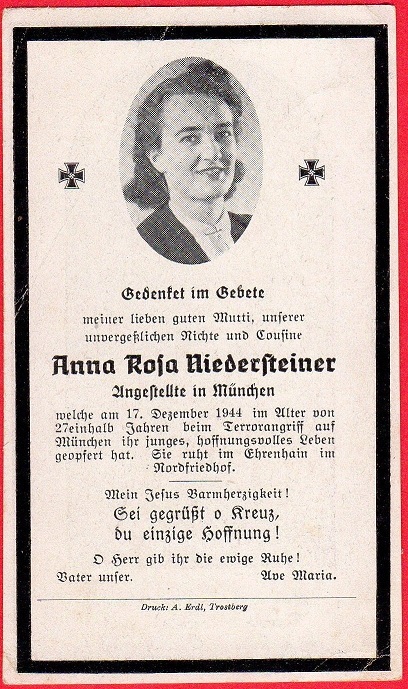 Gedenket im Gebete
meiner lieben guten Mutti, unserer
unvergeßlichen Nichte und Cousine
Anna Rosa Niedersteiner
Angestellte in München
welche am 17. Dezember 1944 im Alter von
27einhalb Jahren beim Terrorangriff auf
München ihr junges, hoffnungsvolles Leben
geopfert hat. Sie ruht im Ehrenhain im
Nordfriedhof.
Mein Jesus Barmherzigkeit!
Sei gegrüßt o Kreuz,
du einzige Hoffnung!
O Herr gib ihr die ewige Ruhe!
Vater unser. Ave Maria.
Druck: A. Erdl, Trostberg